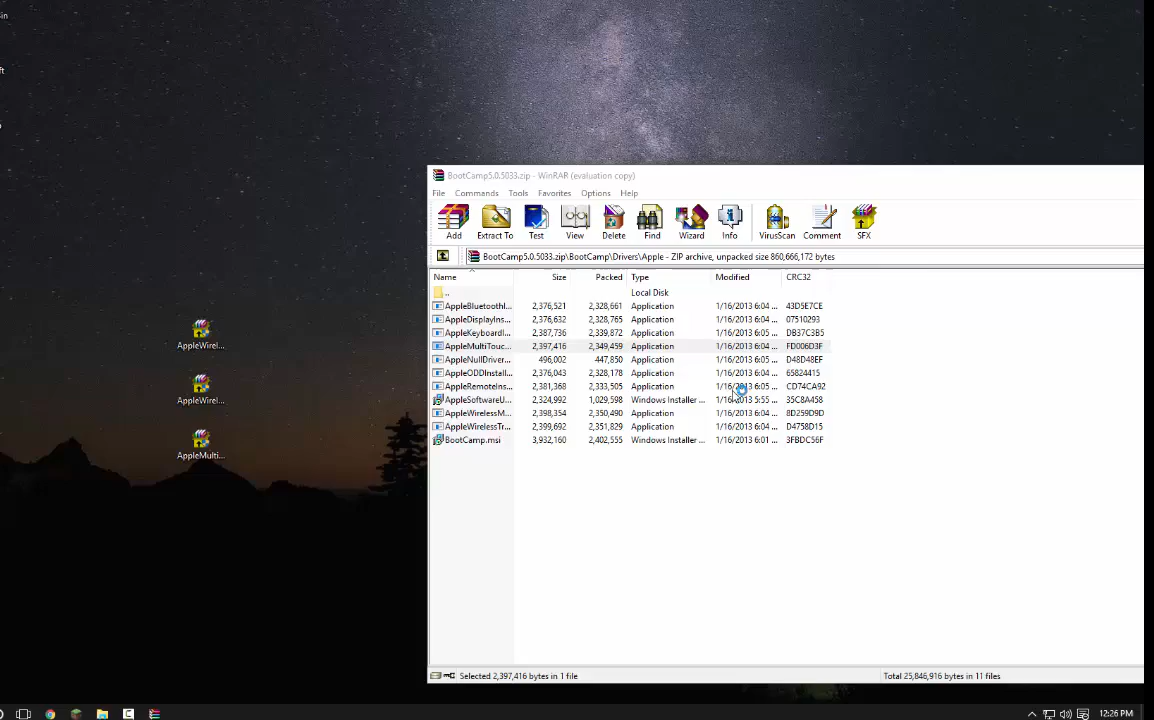 in
ft
BootCamp5.0.5033.zip - WinRAR (evaluation copy)
File Commands Tools Favorites Options Help
Add Extract To Test View Delete Find Wizard Info VirusScan Comment SFX
BootCamp5.0.5033.zip\BootCamp\Drivers\Apple - ZIP archive, unpacked size 860,666,172 bytes
Name Size Packed Type Modified CRC32
.. Local Disk
AppleBluetoothI... 2,376,521 2,328,661 Application 1/16/2013 6:04 ... 43D5E7CE
AppleDisplayIns... 2,376,632 2,328,765 Application 1/16/2013 6:04 ... 07510293
AppleKeyboardI... 2,387,736 2,339,872 Application 1/16/2013 6:05 ... DB37C3B5
AppleMultiTouc... 2,397,416 2,349,459 Application 1/16/2013 6:04 ... FD006D3F
AppleNullDriver... 496,002 447,850 Application 1/16/2013 6:05 ... D48D48EF
AppleODDInstall... 2,376,043 2,328,178 Application 1/16/2013 6:04 ... 65824415
AppleRemoteIns... 2,381,368 2,333,505 Application 1/16/2013 6:05 ... CD74CA92
AppleSoftwareU... 2,324,992 1,029,598 Windows Installer ... 1/16/2013 5:55 ... 35C8A458
AppleWirelessM... 2,398,354 2,350,490 Application 1/16/2013 6:04 ... 8D259D9D
AppleWirelessTr... 2,399,692 2,351,829 Application 1/16/2013 6:04 ... D4758D15
BootCamp.msi 3,932,160 2,402,555 Windows Installer ... 1/16/2013 6:01 ... 3FBDC56F
AppleWirel...
AppleWirel...
AppleMulti...
Selected 2,397,416 bytes in 1 file
Total 25,846,916 bytes in 11 files
12:26 PM